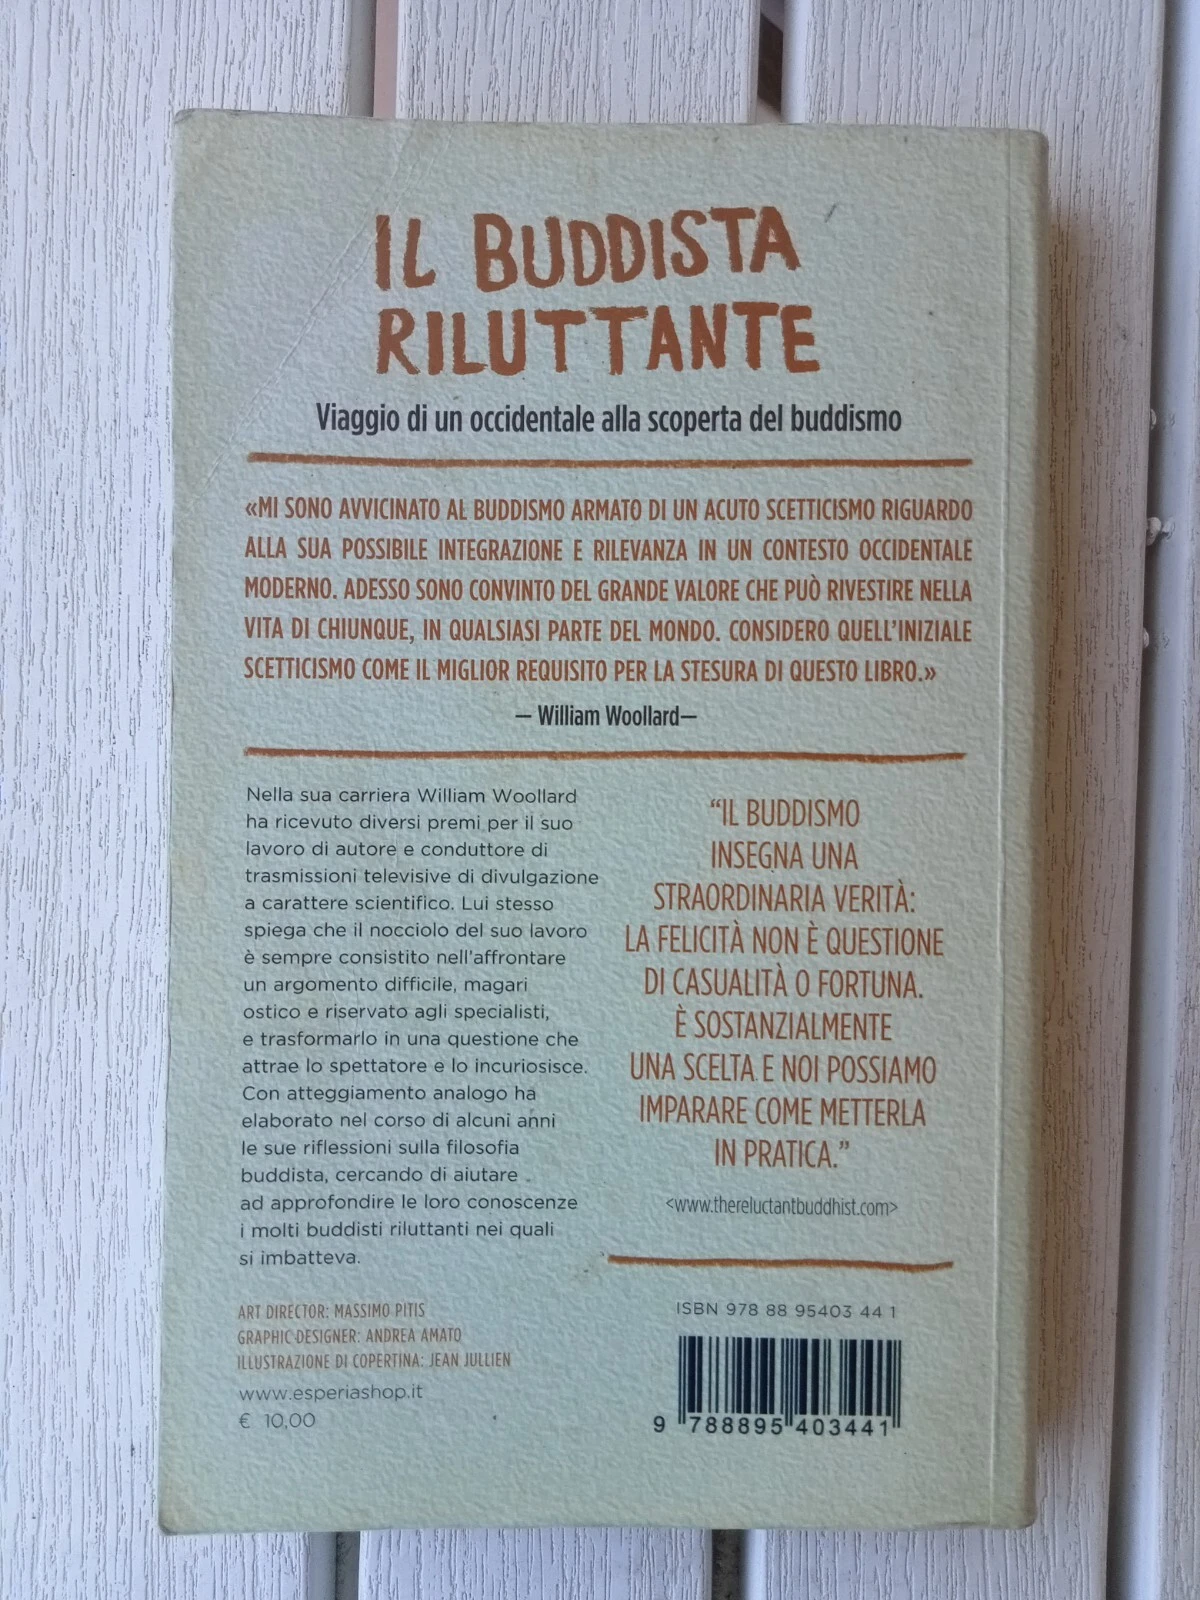 IL BUDDISTA
RILUTTANTE
Viaggio di un occidentale alla scoperta del buddismo
«MI SONO AVVICINATO AL BUDDISMO ARMATO DI UN ACUTO SCETTICISMO RIGUARDO
ALLA SUA POSSIBILE INTEGRAZIONE E RILEVANZA IN UN CONTESTO OCCIDENTALE
MODERNO. ADESSO SONO CONVINTO DEL GRANDE VALORE CHE PUÒ RIVESTIRE NELLA
VITA DI CHIUNQUE, IN QUALSIASI PARTE DEL MONDO. CONSIDERO QUELL'INIZIALE
SCETTICISMO COME IL MIGLIOR REQUISITO PER LA STESURA DI QUESTO LIBRO.»
— William Woollard—
Nella sua carriera William Woollard
ha ricevuto diversi premi per il suo
lavoro di autore e conduttore di
trasmissioni televisive di divulgazione
a carattere scientifico. Lui stesso
spiega che il nocciolo del suo lavoro
è sempre consistito nell'affrontare
un argomento difficile, magari
ostico e riservato agli specialisti,
e trasformarlo in una questione che
attrae lo spettatore e lo incuriosisce.
Con atteggiamento analogo ha
elaborato nel corso di alcuni anni
le sue riflessioni sulla filosofia
buddista, cercando di aiutare
ad approfondire le loro conoscenze
i molti buddisti riluttanti nei quali
si imbatteva.
“IL BUDDISMO
INSEGNA UNA
STRAORDINARIA VERITÀ:
LA FELICITÀ NON È QUESTIONE
DI CASUALITÀ O FORTUNA.
È SOSTANZIALMENTE
UNA SCELTA E NOI POSSIAMO
IMPARARE COME METTERLA
IN PRATICA.”
<www.thereluctantbuddhist.com>
ART DIRECTOR: MASSIMO PITIS
GRAPHIC DESIGNER: ANDREA AMATO
ILLUSTRAZIONE DI COPERTINA: JEAN JULLIEN
www.esperiashop.it
€ 10,00
ISBN 978 88 95403 44 1
9 788895 403441